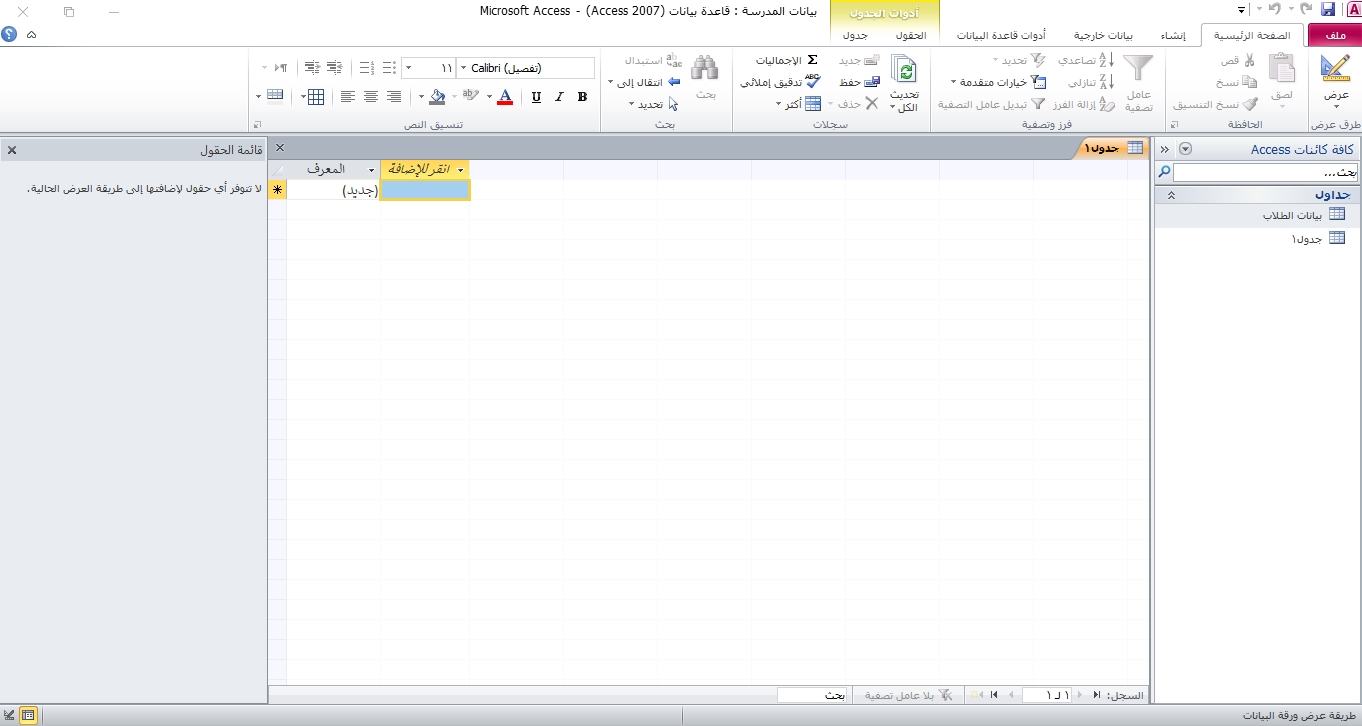 بيانات المدرسة : قاعدة بيانات (Access 2007) - Microsoft Access
أدوات الجدول
ملف
الصفحة الرئيسية
إنشاء
بيانات خارجية
أدوات قاعدة البيانات
الحقول
جدول
عرض
طرق عرض
لصق
قص
نسخ
نسخ التنسيق
الحافظة
عامل تصفية
تصاعدي
تنازلي
إزالة الفرز
تحديد
خيارات متقدمة
تبديل عامل التصفية
فرز وتصفية
تحديث الكل
جديد
حفظ
حذف
الإجماليات
تدقيق إملائي
أكثر
سجلات
بحث
استبدال
انتقال إلى
تحديد
بحث
Calibri (تفصيل)
١١
B I U A
تنسيق النص
كافة كائنات Access
بحث...
جداول
بيانات الطلاب
جدول١
جدول١
المعرف
انقر للإضافة
(جديد)
قائمة الحقول
لا تتوفر أي حقول لإضافتها إلى طريقة العرض الحالية.
السجل:
١ لـ ١
بلا عامل تصفية
بحث
طريقة عرض ورقة البيانات